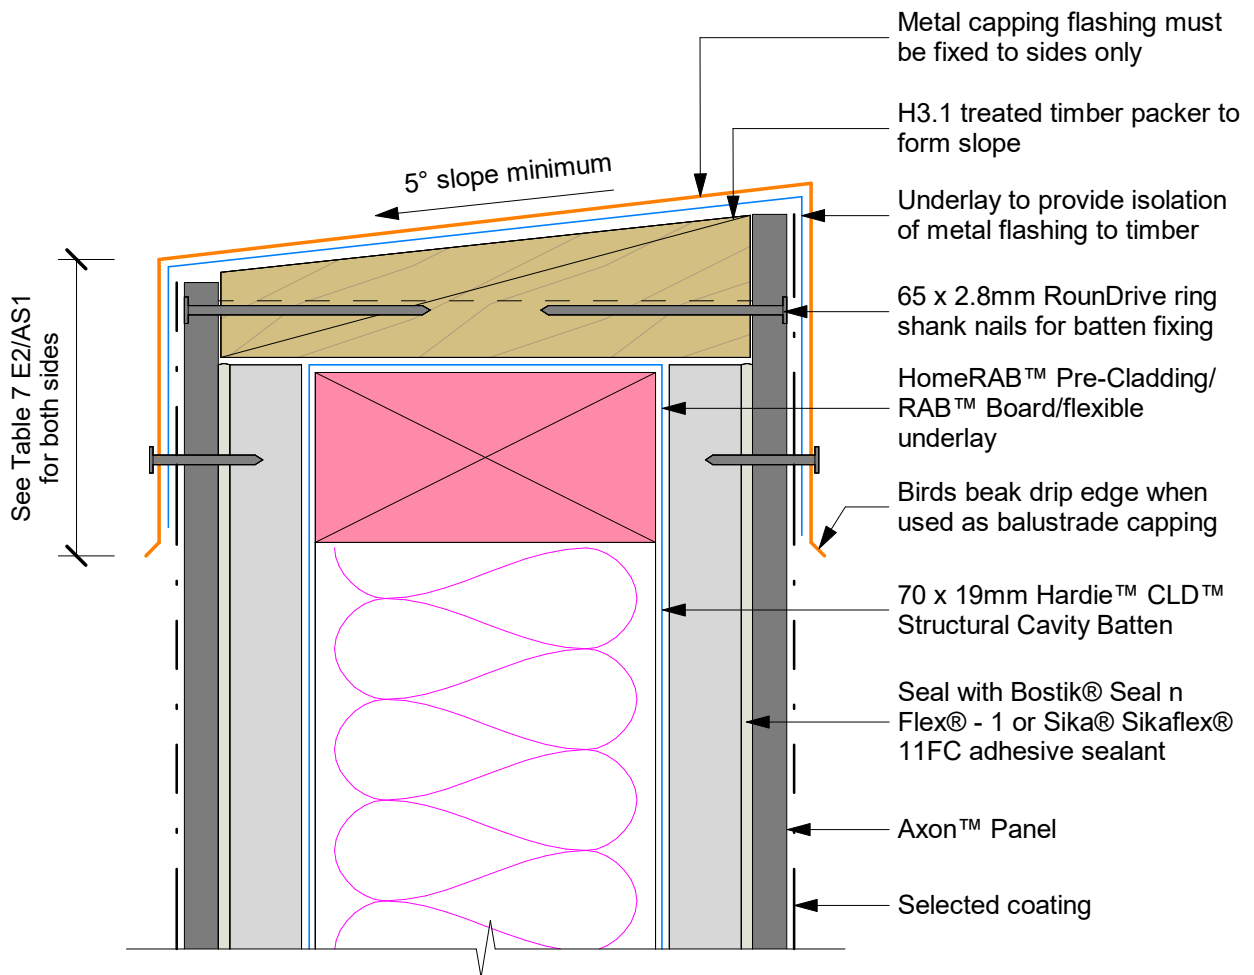 Metal capping flashing must
be fixed to sides only
H3.1 treated timber packer to
form slope
5° slope minimum
Underlay to provide isolation
of metal flashing to timber
See Table 7 E2/AS1
for both sides
65 x 2.8mm RounDrive ring
shank nails for batten fixing
HomeRAB™ Pre-Cladding/
RAB™ Board/flexible
underlay
Birds beak drip edge when
used as balustrade capping
70 x 19mm Hardie™ CLD™
Structural Cavity Batten
Seal with Bostik® Seal n
Flex® - 1 or Sika® Sikaflex®
11FC adhesive sealant
Axon™ Panel
Selected coating